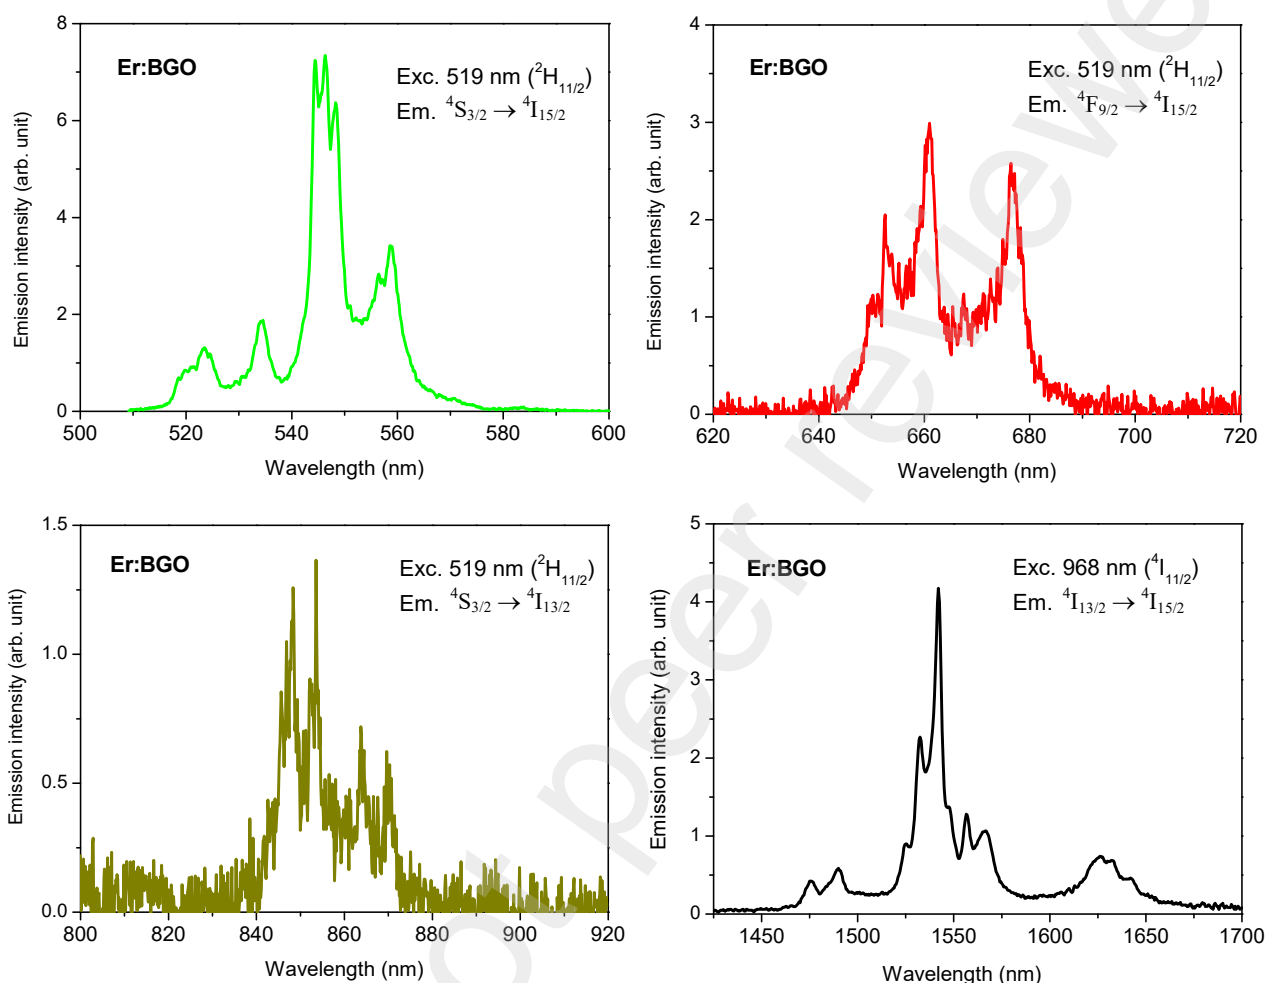 Er:BGO
Exc. 519 nm (²H₁₁/₂)
Em. ⁴S₃/₂ → ⁴I₁₅/₂
Emission intensity (arb. unit)
8
6
4
2
0
500 520 540 560 580 600
Wavelength (nm)
Er:BGO
Exc. 519 nm (²H₁₁/₂)
Em. ⁴F₉/₂ → ⁴I₁₅/₂
Emission intensity (arb. unit)
4
3
2
1
0
620 640 660 680 700 720
Wavelength (nm)
Er:BGO
Exc. 519 nm (²H₁₁/₂)
Em. ⁴S₃/₂ → ⁴I₁₃/₂
Emission intensity (arb. unit)
1.5
1.0
0.5
0.0
800 820 840 860 880 900 920
Wavelength (nm)
Er:BGO
Exc. 968 nm (⁴I₁₁/₂)
Em. ⁴I₁₃/₂ → ⁴I₁₅/₂
Emission intensity (arb. unit)
5
4
3
2
1
0
1450 1500 1550 1600 1650 1700
Wavelength (nm)
ot peer reviewe